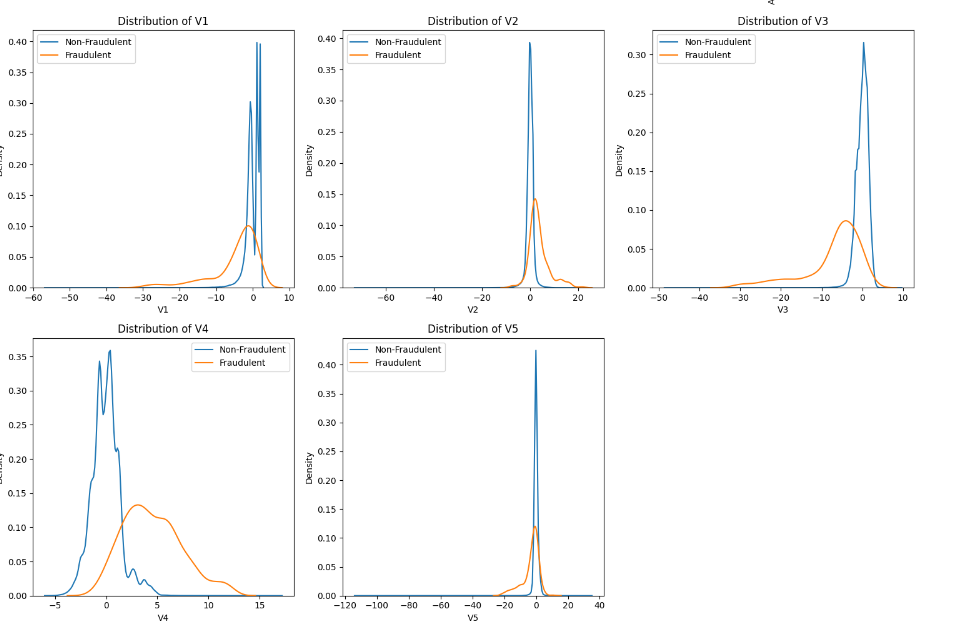 Distribution of V1
Non-Fraudulent
Fraudulent
0.40
0.35
0.30
0.25
0.20
0.15
0.10
0.05
0.00
−60 −50 −40 −30 −20 −10 0 10
V1
Distribution of V2
Non-Fraudulent
Fraudulent
Density
0.40
0.35
0.30
0.25
0.20
0.15
0.10
0.05
0.00
−60 −40 −20 0 20
V2
Distribution of V3
Non-Fraudulent
Fraudulent
Density
0.30
0.25
0.20
0.15
0.10
0.05
0.00
−50 −40 −30 −20 −10 0 10
V3
Distribution of V4
Non-Fraudulent
Fraudulent
0.35
0.30
0.25
0.20
0.15
0.10
0.05
0.00
−5 0 5 10 15
V4
Distribution of V5
Non-Fraudulent
Fraudulent
Density
0.40
0.35
0.30
0.25
0.20
0.15
0.10
0.05
0.00
−120 −100 −80 −60 −40 −20 0 20 40
V5